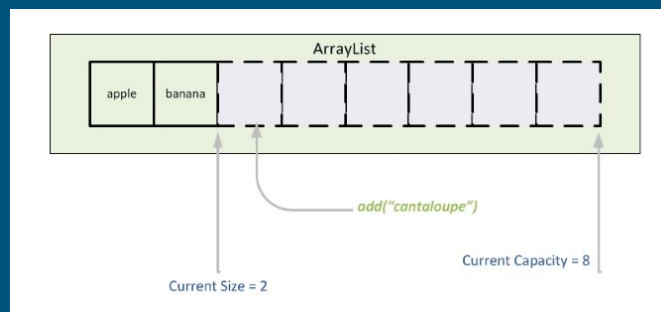 ArrayList
apple banana
add(“cantaloupe”)
Current Capacity = 8
Current Size = 2